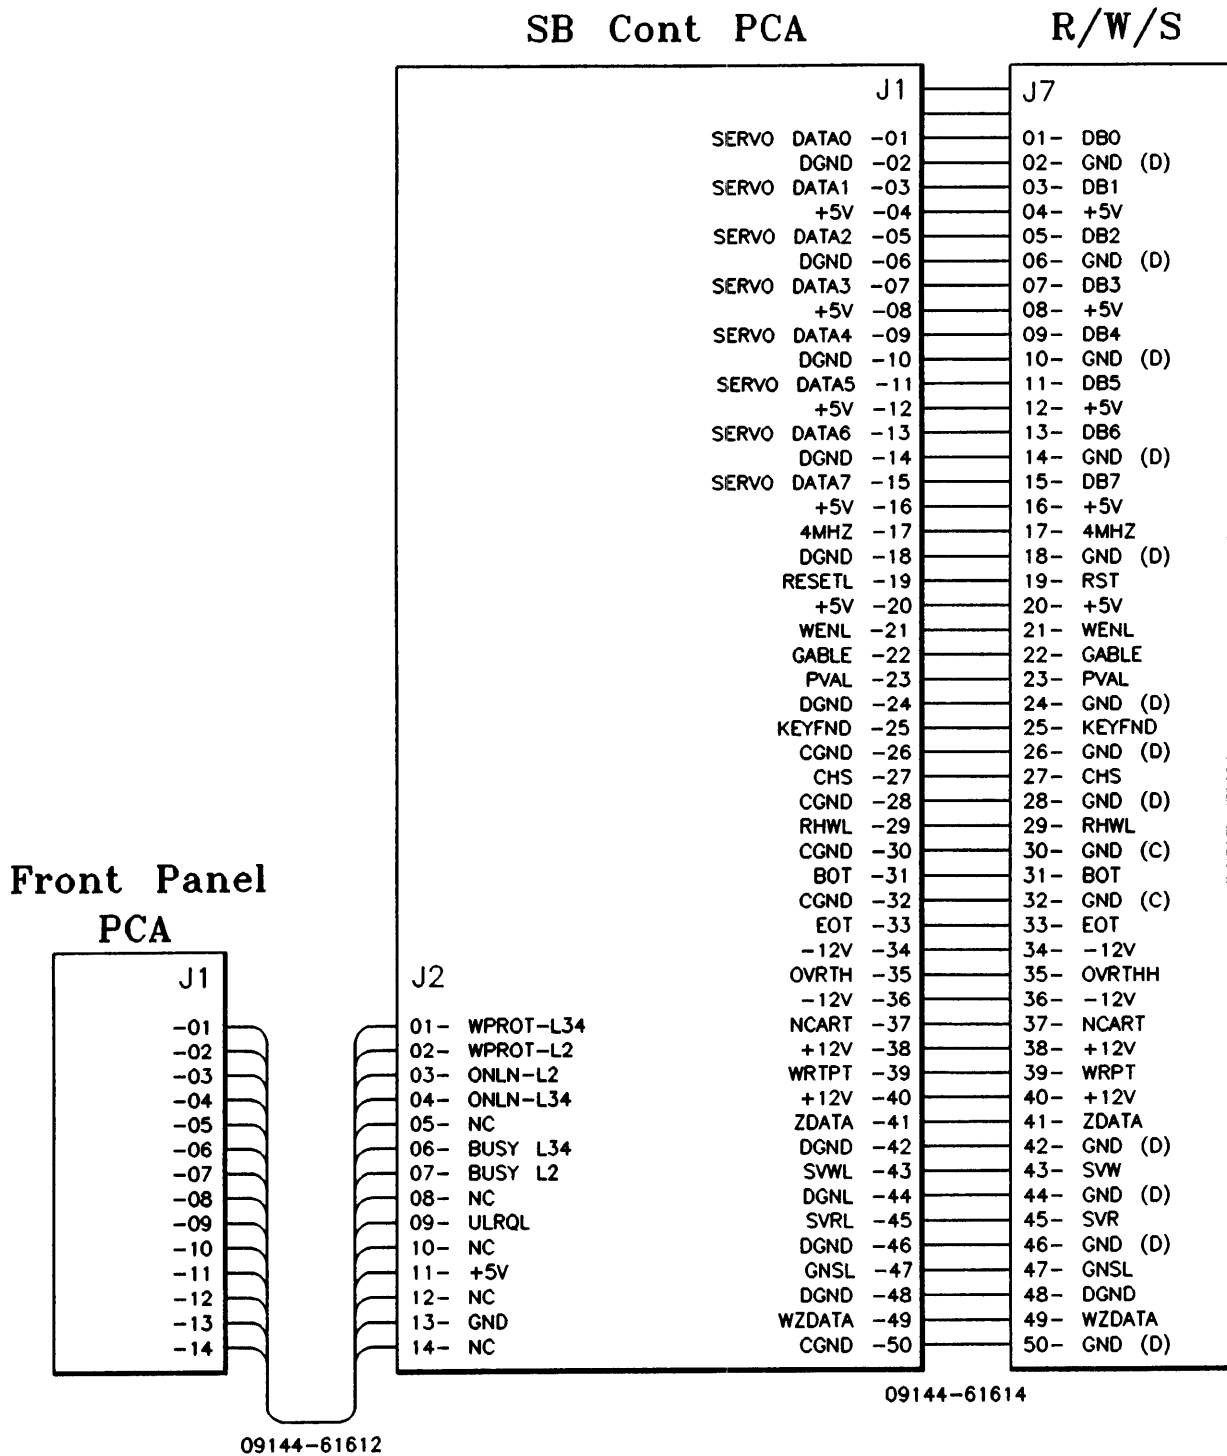 SB Cont PCA R/W/S
J1 J7
SERVO DATA0 -01 01- DB0
DGND -02 02- GND (D)
SERVO DATA1 -03 03- DB1
+5V -04 04- +5V
SERVO DATA2 -05 05- DB2
DGND -06 06- GND (D)
SERVO DATA3 -07 07- DB3
+5V -08 08- +5V
SERVO DATA4 -09 09- DB4
DGND -10 10- GND (D)
SERVO DATA5 -11 11- DB5
+5V -12 12- +5V
SERVO DATA6 -13 13- DB6
DGND -14 14- GND (D)
SERVO DATA7 -15 15- DB7
+5V -16 16- +5V
4MHZ -17 17- 4MHZ
DGND -18 18- GND (D)
RESETL -19 19- RST
+5V -20 20- +5V
WENL -21 21- WENL
GABLE -22 22- GABLE
PVAL -23 23- PVAL
DGND -24 24- GND (D)
KEYFND -25 25- KEYFND
CGND -26 26- GND (D)
CHS -27 27- CHS
CGND -28 28- GND (D)
RHWL -29 29- RHWL
CGND -30 30- GND (C)
BOT -31 31- BOT
CGND -32 32- GND (C)
EOT -33 33- EOT
-12V -34 34- -12V
OVRTH -35 35- OVRTHH
-12V -36 36- -12V
NCART -37 37- NCART
+12V -38 38- +12V
WRTPT -39 39- WRPT
+12V -40 40- +12V
ZDATA -41 41- ZDATA
DGND -42 42- GND (D)
SVWL -43 43- SVW
DGNL -44 44- GND (D)
SVRL -45 45- SVR
DGND -46 46- GND (D)
GNSL -47 47- GNSL
DGND -48 48- DGND
WZDATA -49 49- WZDATA
CGND -50 50- GND (D)
09144-61614
Front Panel
PCA
J1 J2
-01 01- WPROT-L34
-02 02- WPROT-L2
-03 03- ONLN-L2
-04 04- ONLN-L34
-05 05- NC
-06 06- BUSY L34
-07 07- BUSY L2
-08 08- NC
-09 09- ULRQL
-10 10- NC
-11 11- +5V
-12 12- NC
-13 13- GND
-14 14- NC
09144-61612